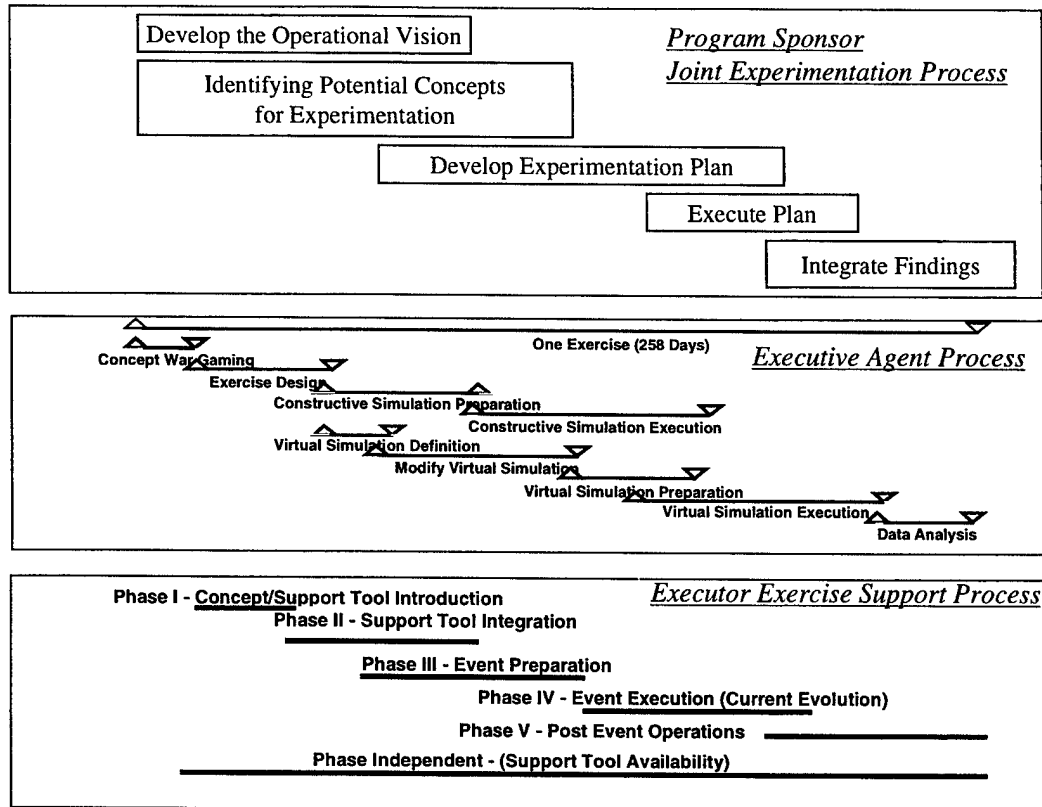 Develop the Operational Vision
Program Sponsor
Joint Experimentation Process
Identifying Potential Concepts
for Experimentation
Develop Experimentation Plan
Execute Plan
Integrate Findings
One Exercise (258 Days)
Executive Agent Process
Concept War Gaming
Exercise Design
Constructive Simulation Preparation
Constructive Simulation Execution
Virtual Simulation Definition
Modify Virtual Simulation
Virtual Simulation Preparation
Virtual Simulation Execution
Data Analysis
Executor Exercise Support Process
Phase I - Concept/Support Tool Introduction
Phase II - Support Tool Integration
Phase III - Event Preparation
Phase IV - Event Execution (Current Evolution)
Phase V - Post Event Operations
Phase Independent - (Support Tool Availability)